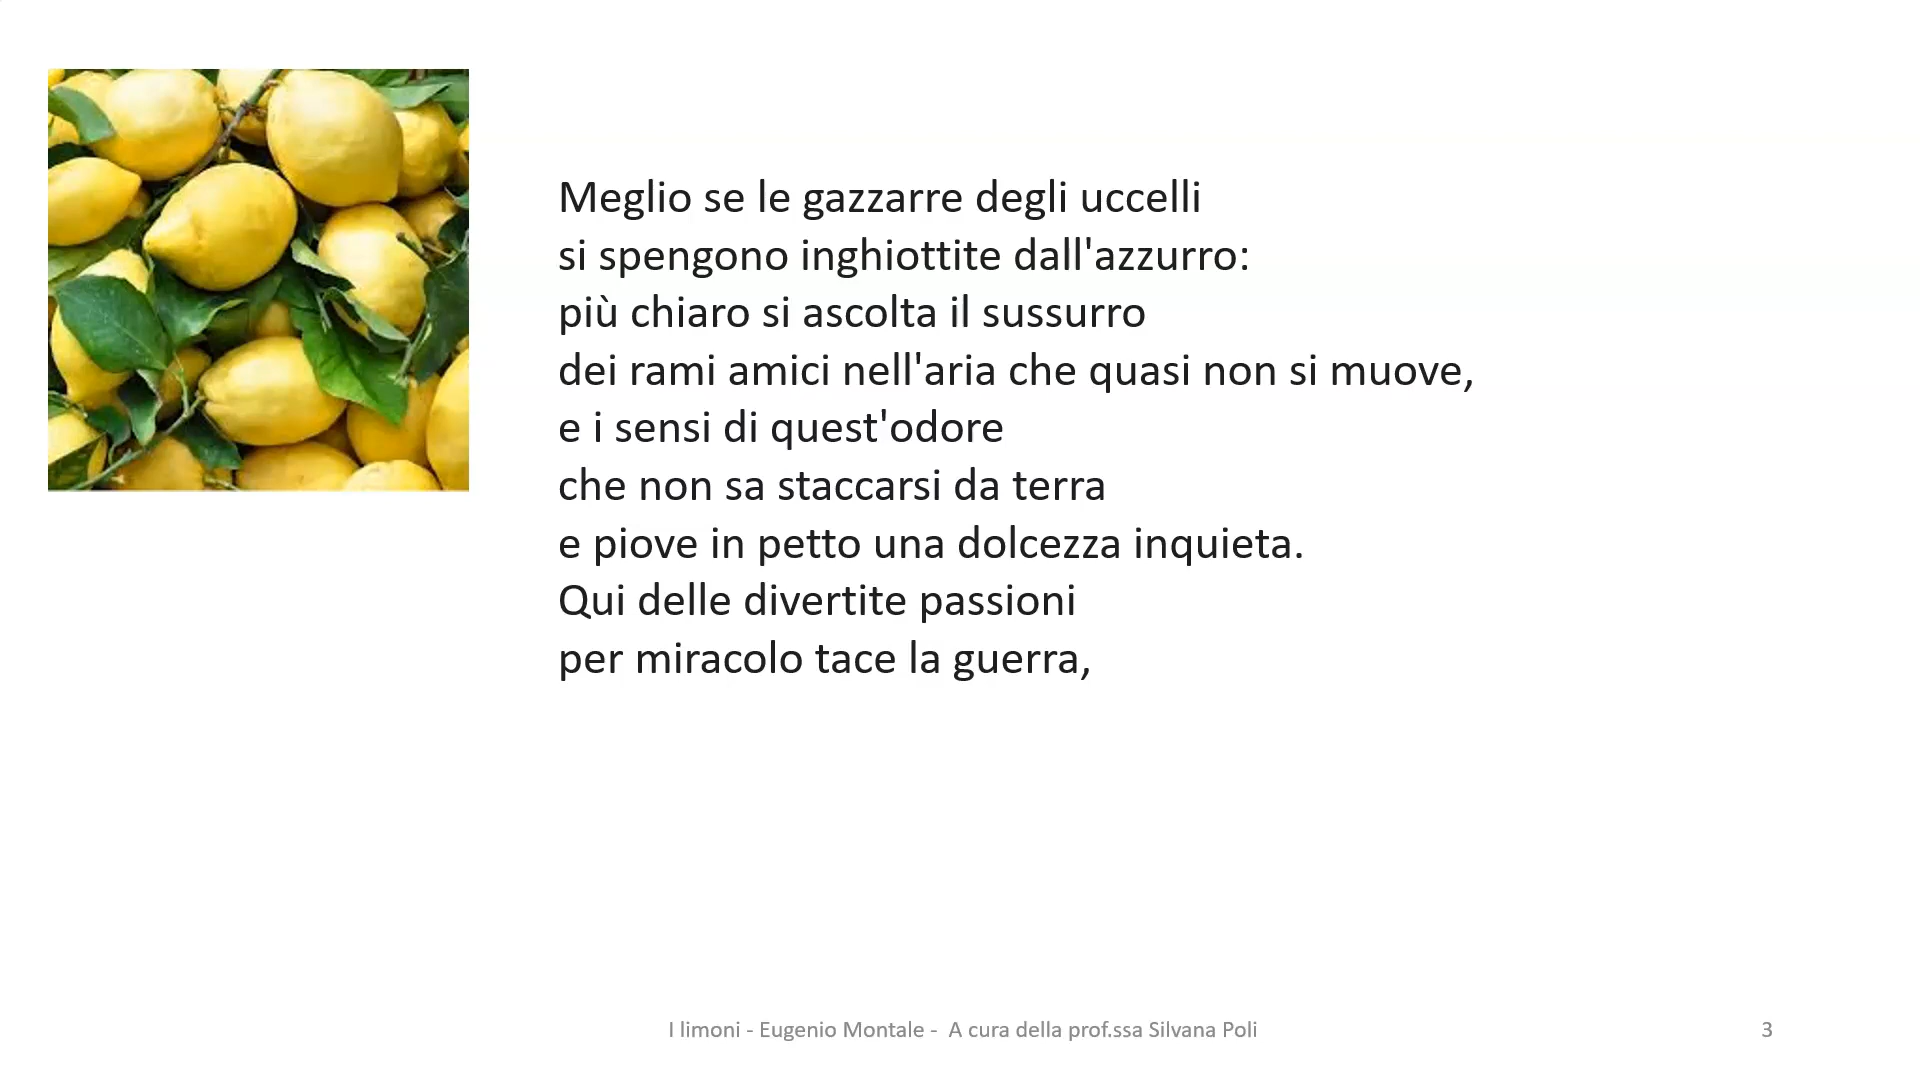 Meglio se le gazzarre degli uccelli
si spengono inghiottite dall'azzurro:
più chiaro si ascolta il sussurro
dei rami amici nell'aria che quasi non si muove,
e i sensi di quest'odore
che non sa staccarsi da terra
e piove in petto una dolcezza inquieta.
Qui delle divertite passioni
per miracolo tace la guerra,
I limoni - Eugenio Montale -  A cura della prof.ssa Silvana Poli
3